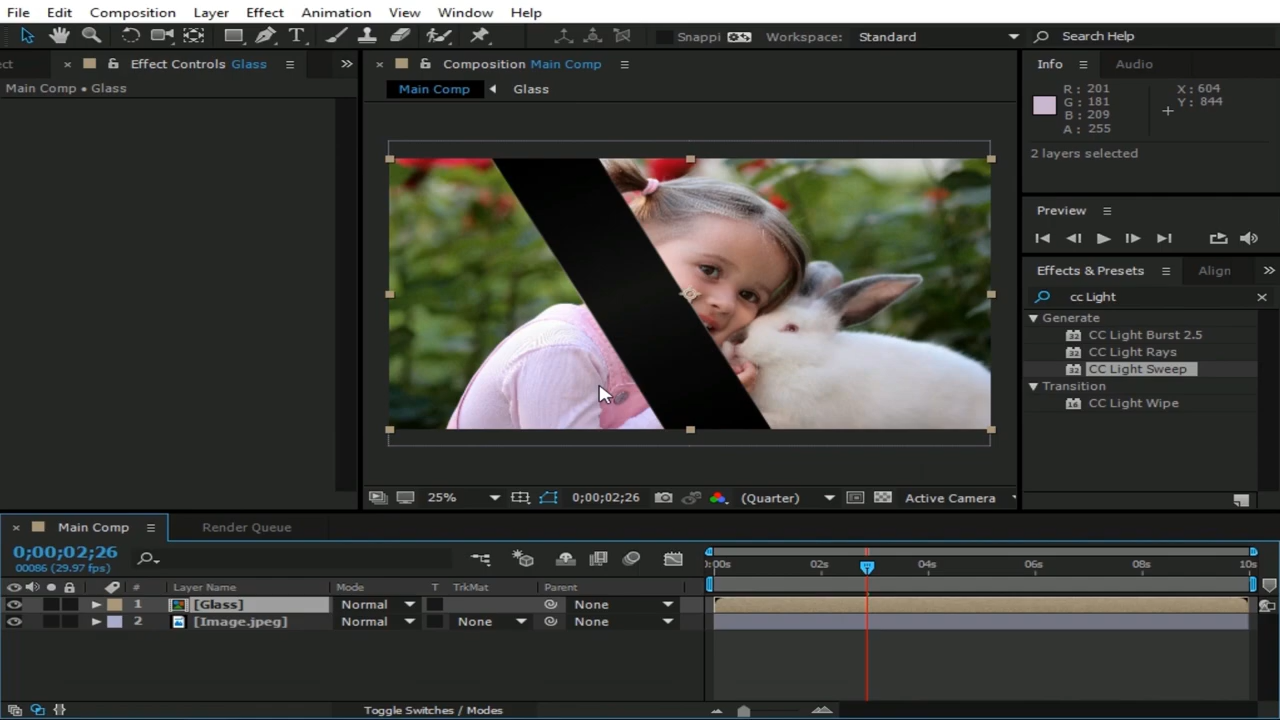 File Edit Composition Layer Effect Animation View Window Help
Snappi Workspace: Standard Search Help
ect × Effect Controls Glass
Main Comp • Glass
× Composition Main Comp
Main Comp Glass
Info Audio
R: 201
G: 181
B: 209
A: 255
X: 604
Y: 844
2 layers selected
Preview
Effects & Presets Align
cc Light ×
Generate
CC Light Burst 2.5
CC Light Rays
CC Light Sweep
Transition
CC Light Wipe
25% 0;00;02;26 (Quarter) Active Camera
× Main Comp Render Queue
0;00;02;26
00086 (29.97 fps)
# Layer Name Mode T TrkMat Parent
1 [Glass] Normal None
2 [Image.jpeg] Normal None None
):00s 02s 04s 06s 08s 10s
Toggle Switches / Modes